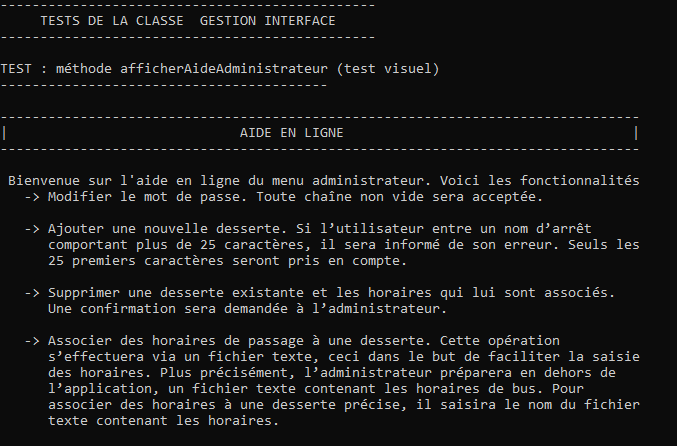 -----------------------------------------------
TESTS DE LA CLASSE  GESTION INTERFACE
-----------------------------------------------
TEST : méthode afficherAideAdministrateur (test visuel)
-----------------------------------------
--------------------------------------------------------------------------------
|                             AIDE EN LIGNE                                    |
--------------------------------------------------------------------------------
Bienvenue sur l'aide en ligne du menu administrateur. Voici les fonctionnalités
-> Modifier le mot de passe. Toute chaîne non vide sera acceptée.
-> Ajouter une nouvelle desserte. Si l’utilisateur entre un nom d’arrêt
comportant plus de 25 caractères, il sera informé de son erreur. Seuls les
25 premiers caractères seront pris en compte.
-> Supprimer une desserte existante et les horaires qui lui sont associés.
Une confirmation sera demandée à l’administrateur.
-> Associer des horaires de passage à une desserte. Cette opération
s’effectuera via un fichier texte, ceci dans le but de faciliter la saisie
des horaires. Plus précisément, l’administrateur préparera en dehors de
l’application, un fichier texte contenant les horaires de bus. Pour
associer des horaires à une desserte précise, il saisira le nom du fichier
texte contenant les horaires.